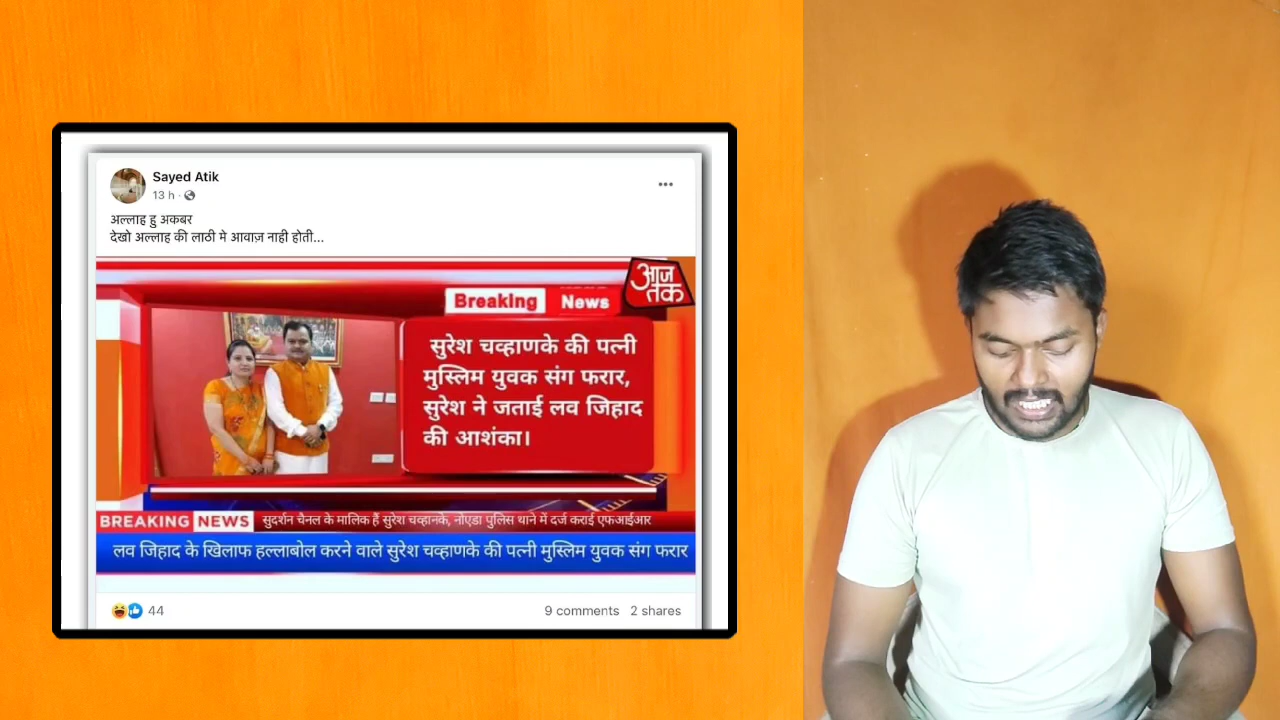 Sayed Atik
13 h
अल्लाह हु अकबर
देखो अल्लाह की लाठी मे आवाज़ नाही होती...
आज
तक
Breaking News
सुरेश चव्हाणके की पत्नी
मुस्लिम युवक संग फरार,
सुरेश ने जताई लव जिहाद
की आशंका।
BREAKING NEWS सुदर्शन चेनल के मालिक हैं सुरेश चव्हानके, नोएडा पुलिस थाने में दर्ज कराई एफआईआर
लव जिहाद के खिलाफ हल्लाबोल करने वाले सुरेश चव्हाणके की पत्नी मुस्लिम युवक संग फरार
44
9 comments 2 shares